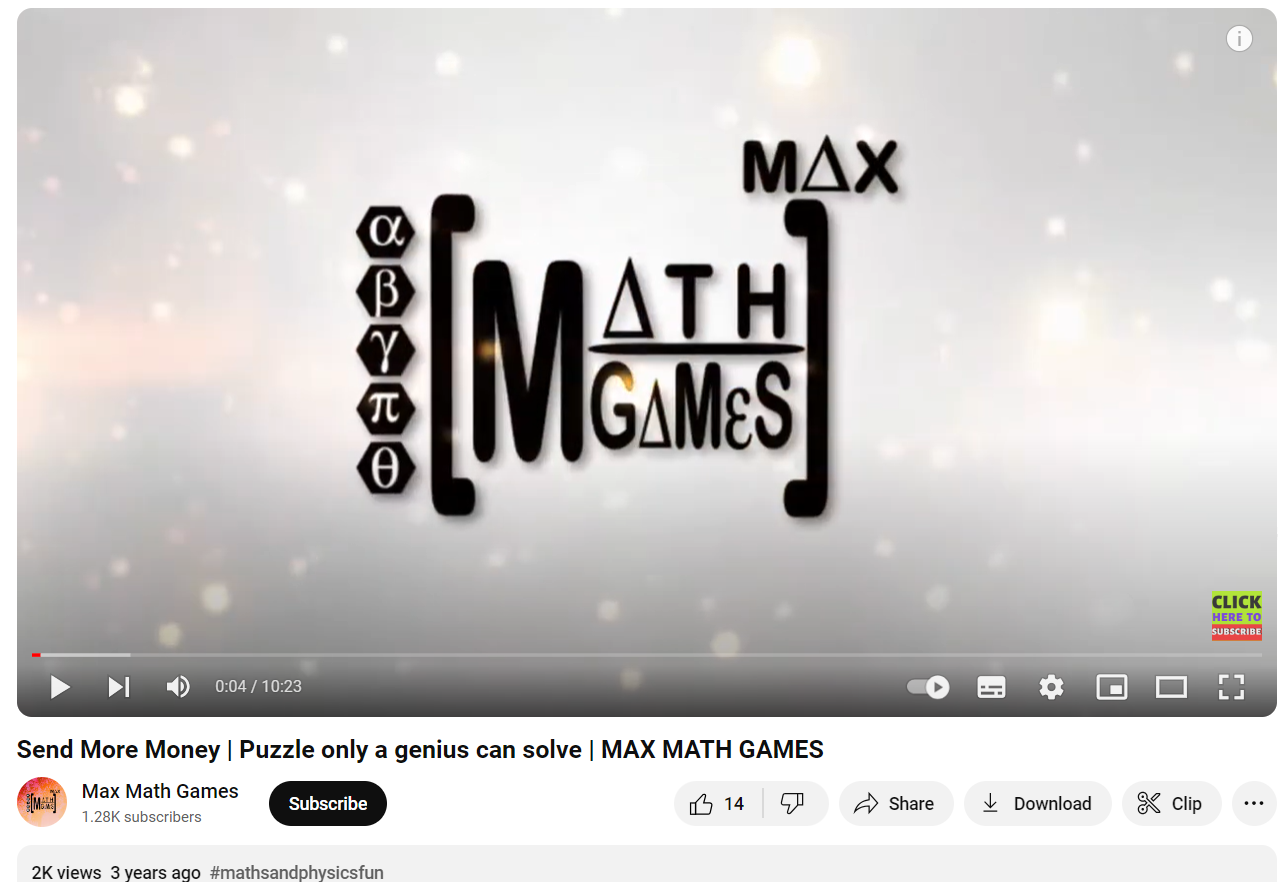 MΔX
α
β
γ
π
θ
[MΔTH
GΔMεS]
CLICK
HERE TO
SUBSCRIBE
0:04 / 10:23
Send More Money | Puzzle only a genius can solve | MAX MATH GAMES
Max Math Games
1.28K subscribers
Subscribe
14
Share
Download
Clip
2K views 3 years ago #mathsandphysicsfun